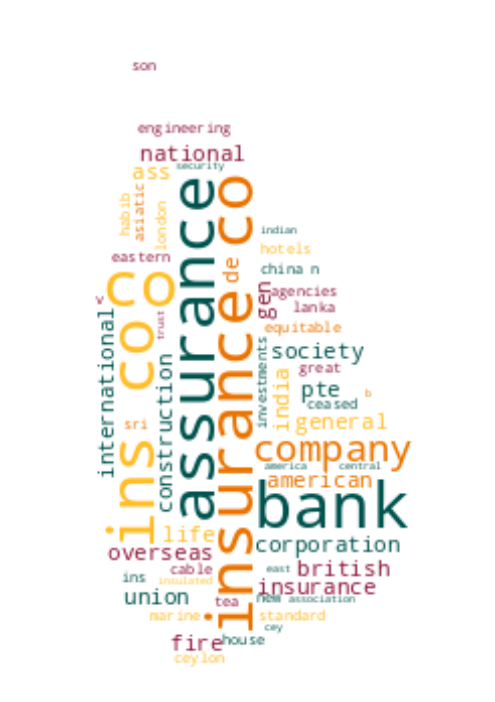 son
engineering
national
security
ass
habib
asiatic
london
assurance
insurance co
de
indian
hotels
eastern
china n
co
agencies
gen
v
lanka
trust
equitable
international
ins co
construction
investments
society
great
india
pte
ceased
b
general
sri
company
america
central
american
bank
life
corporation
overseas
cable
east
british
ins
insulated
insurance
union
tea
new
association
marine
standard
cey
fire
house
ceylon